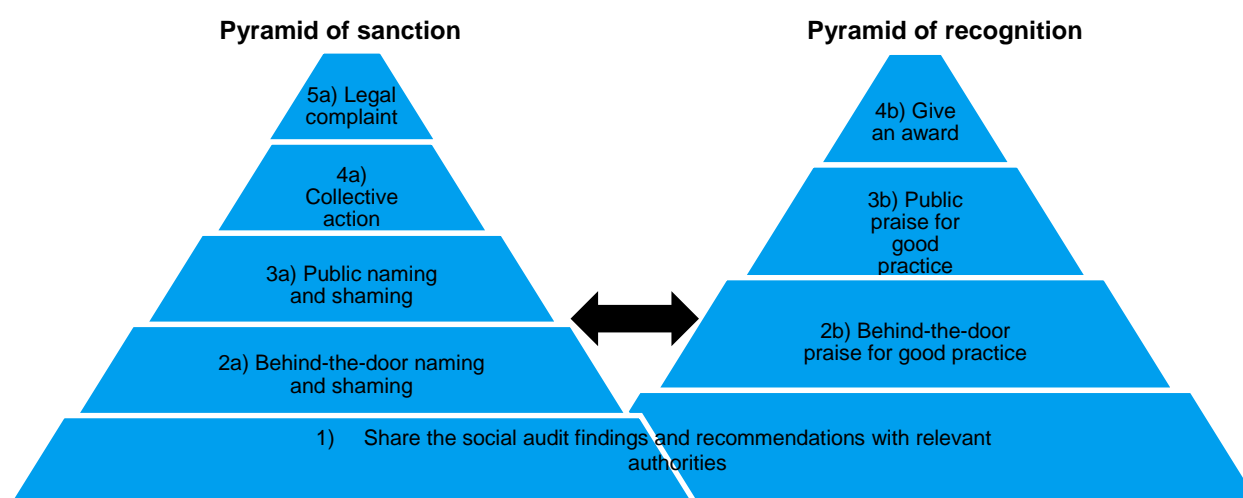 Pyramid of sanction
5a) Legal
complaint
4a)
Collective
action
3a) Public naming
and shaming
2a) Behind-the-door naming
and shaming
Pyramid of recognition
4b) Give
an award
3b) Public
praise for
good
practice
2b) Behind-the-door
praise for good practice
1) Share the social audit findings and recommendations with relevant
authorities